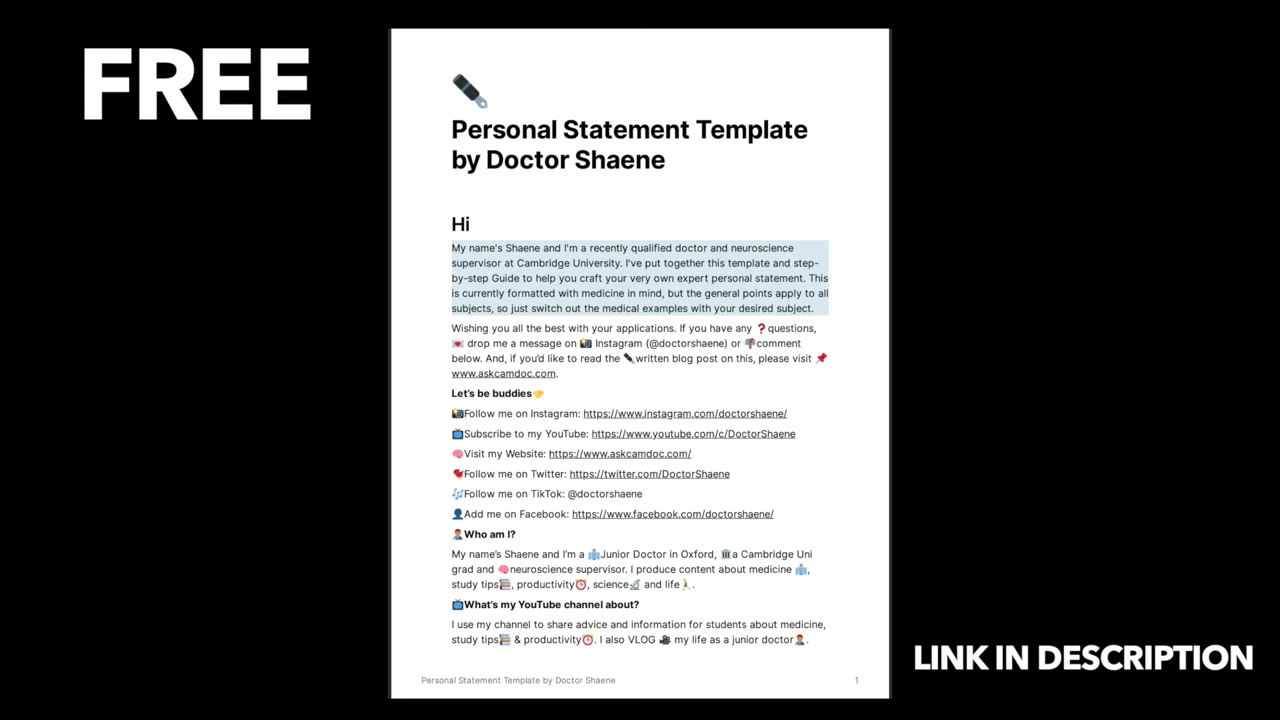 FREE
Personal Statement Template
by Doctor Shaene
Hi
My name's Shaene and I'm a recently qualified doctor and neuroscience
supervisor at Cambridge University. I've put together this template and step-
by-step Guide to help you craft your very own expert personal statement. This
is currently formatted with medicine in mind, but the general points apply to all
subjects, so just switch out the medical examples with your desired subject.
Wishing you all the best with your applications. If you have any ❓questions,
💌 drop me a message on 📸 Instagram (@doctorshaene) or 📬comment
below. And, if you'd like to read the ✒️written blog post on this, please visit 📌
www.askcamdoc.com.
Let's be buddies🤝
📸Follow me on Instagram: https://www.instagram.com/doctorshaene/
📺Subscribe to my YouTube: https://www.youtube.com/c/DoctorShaene
🧠Visit my Website: https://www.askcamdoc.com/
🐦Follow me on Twitter: https://twitter.com/DoctorShaene
🎶Follow me on TikTok: @doctorshaene
👤Add me on Facebook: https://www.facebook.com/doctorshaene/
👨🏽‍⚕️Who am I?
My name's Shaene and I'm a 🏥Junior Doctor in Oxford, 🏛a Cambridge Uni
grad and 🧠neuroscience supervisor. I produce content about medicine 🏥,
study tips📚, productivity⏰, science🔬 and life🏃.
📺What's my YouTube channel about?
I use my channel to share advice and information for students about medicine,
study tips📚 & productivity⏰. I also VLOG 🎥 my life as a junior doctor👨🏽‍⚕️.
LINK IN DESCRIPTION
Personal Statement Template by Doctor Shaene
1